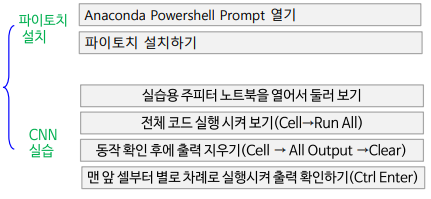 파이토치
설치
Anaconda Powershell Prompt 열기
파이토치 설치하기
CNN
실습
실습용 주피터 노트북을 열어서 둘러 보기
전체 코드 실행 시켜 보기(Cell→Run All)
동작 확인 후에 출력 지우기(Cell → All Output →Clear)
맨 앞 셀부터 별로 차례로 실행시켜 출력 확인하기(Ctrl Enter)